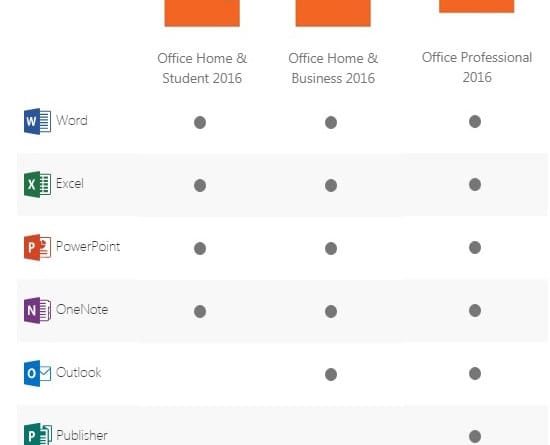 Office Home &
Student 2016
Office Home &
Business 2016
Office Professional
2016
W Word
X Excel
P PowerPoint
N OneNote
O Outlook
P Publisher